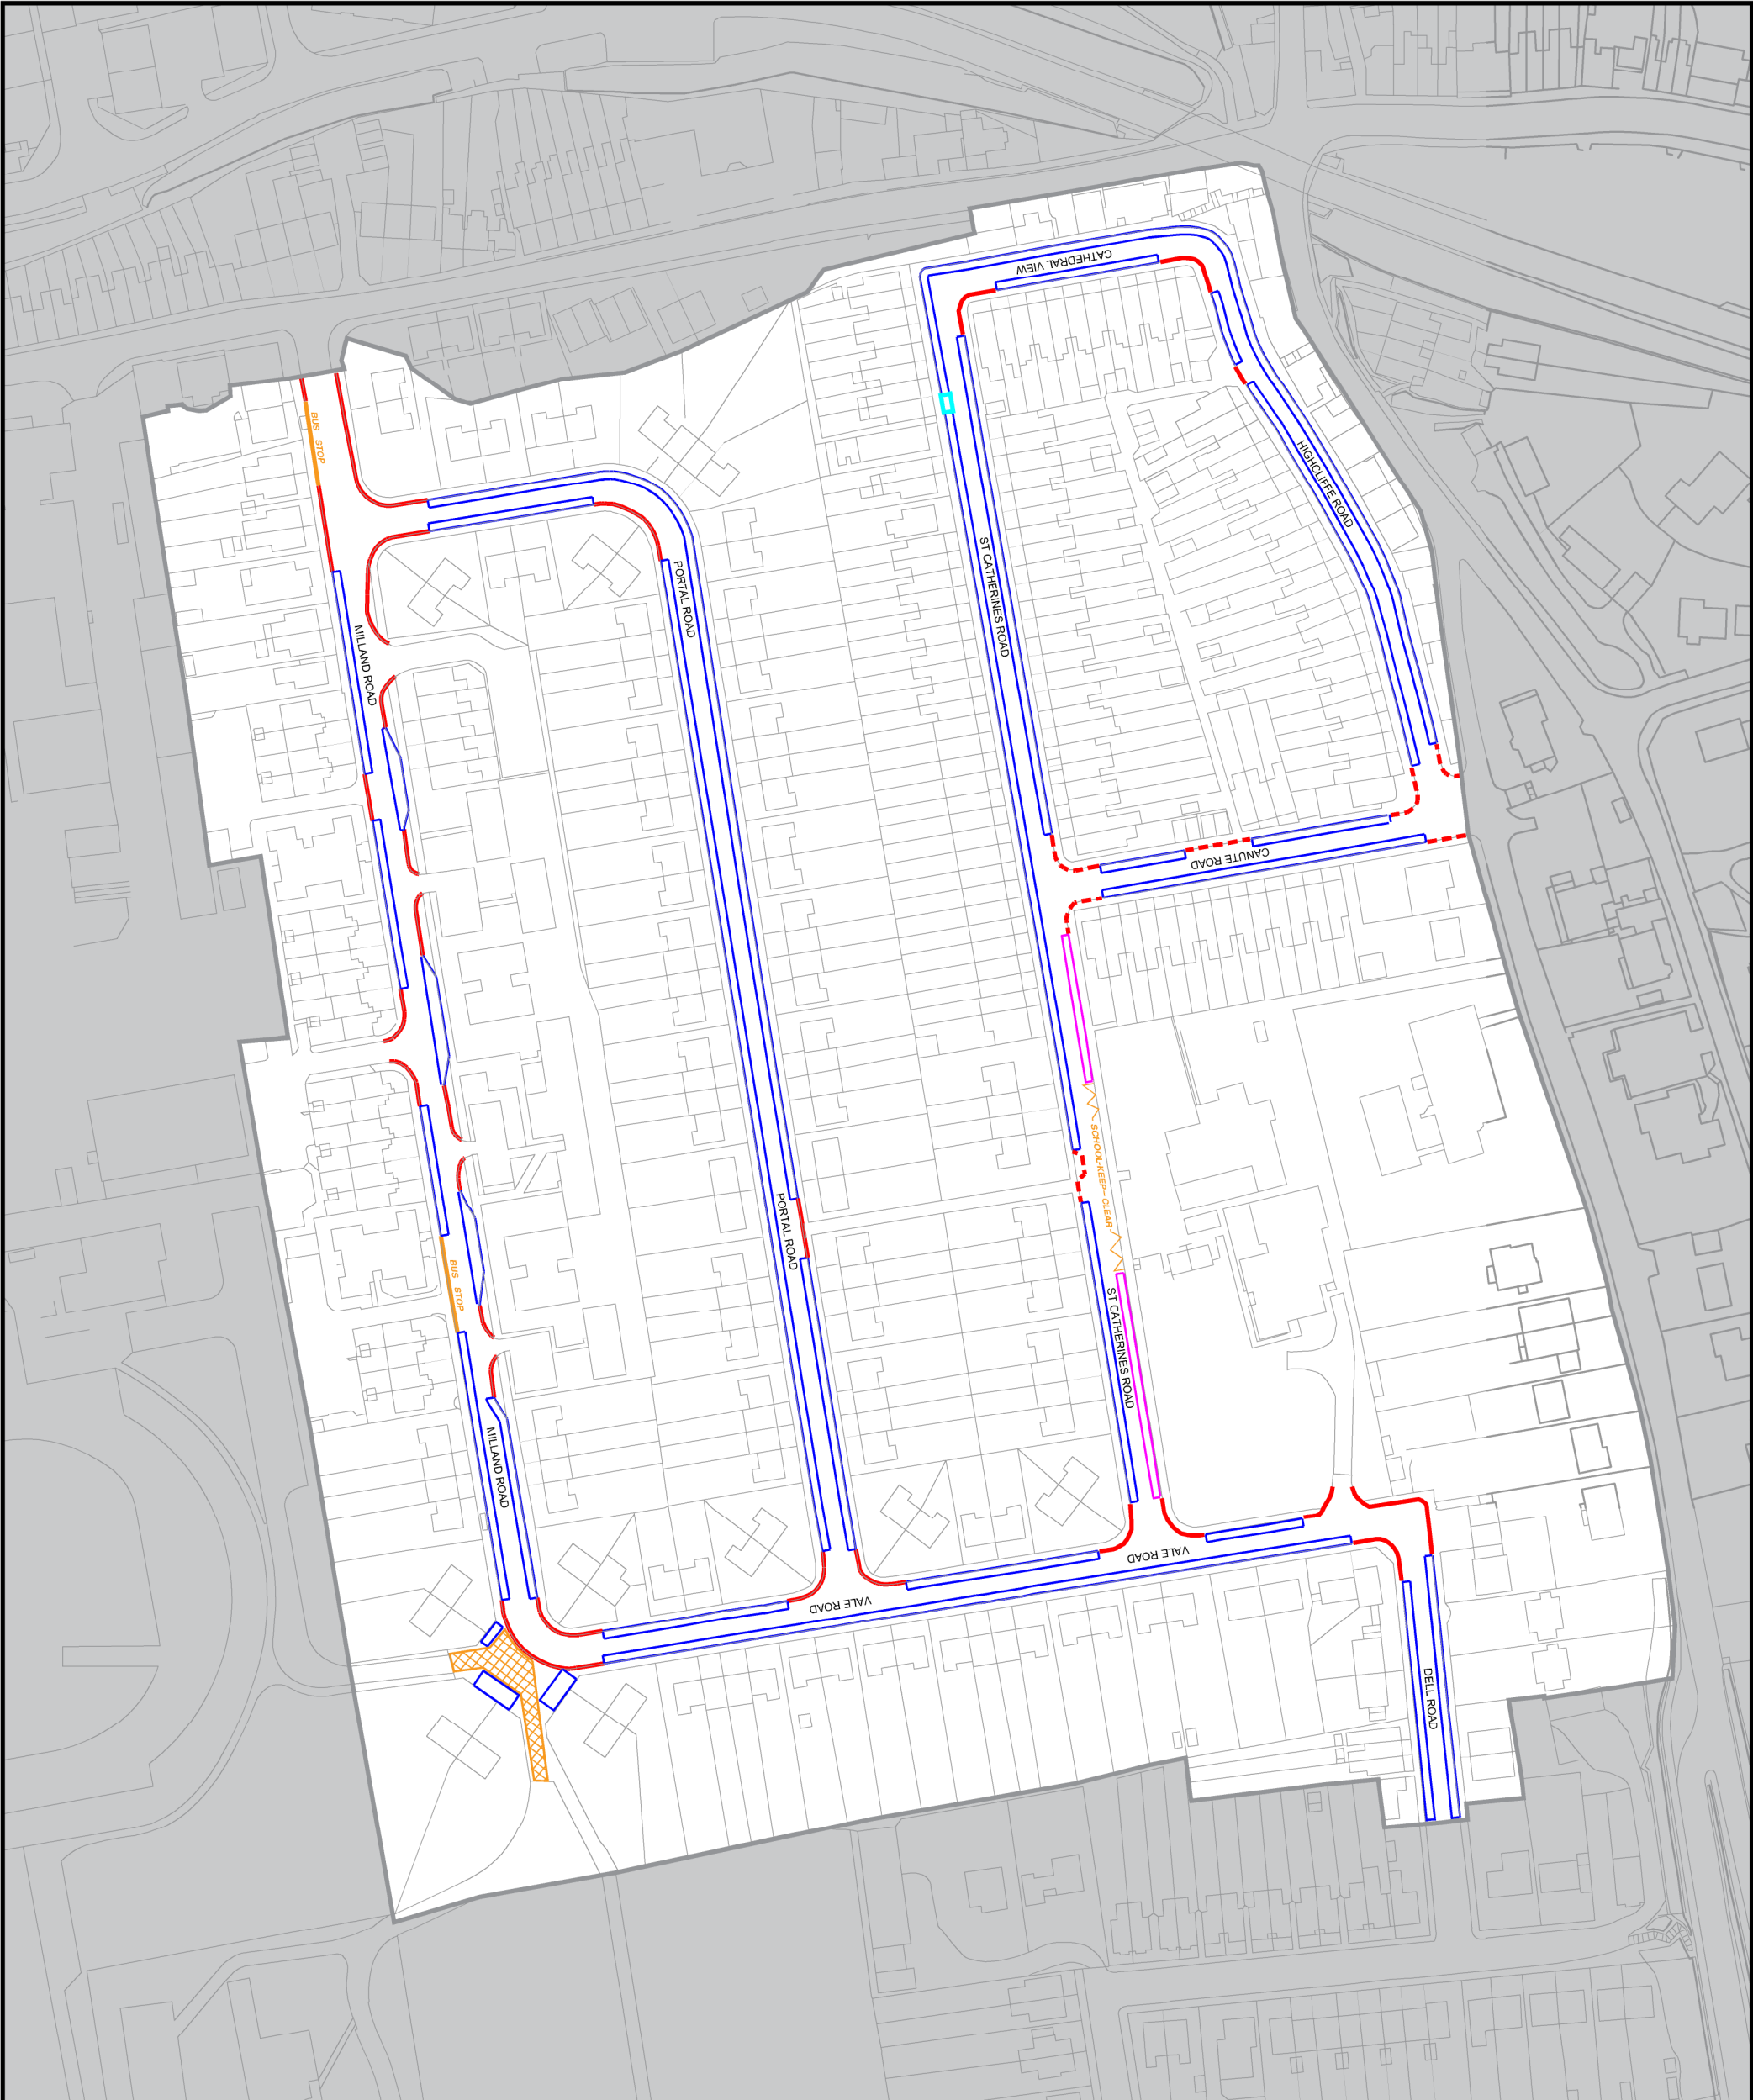 CATHEDRAL VIEW
BUS STOP
HIGHCLIFFE ROAD
ST CATHERINES ROAD
PORTAL ROAD
MILLAND ROAD
CANUTE ROAD
SCHOOL-KEEP-CLEAR
PORTAL ROAD
BUS STOP
ST CATHERINES ROAD
MILLAND ROAD
VALE ROAD
VALE ROAD
DELL ROAD